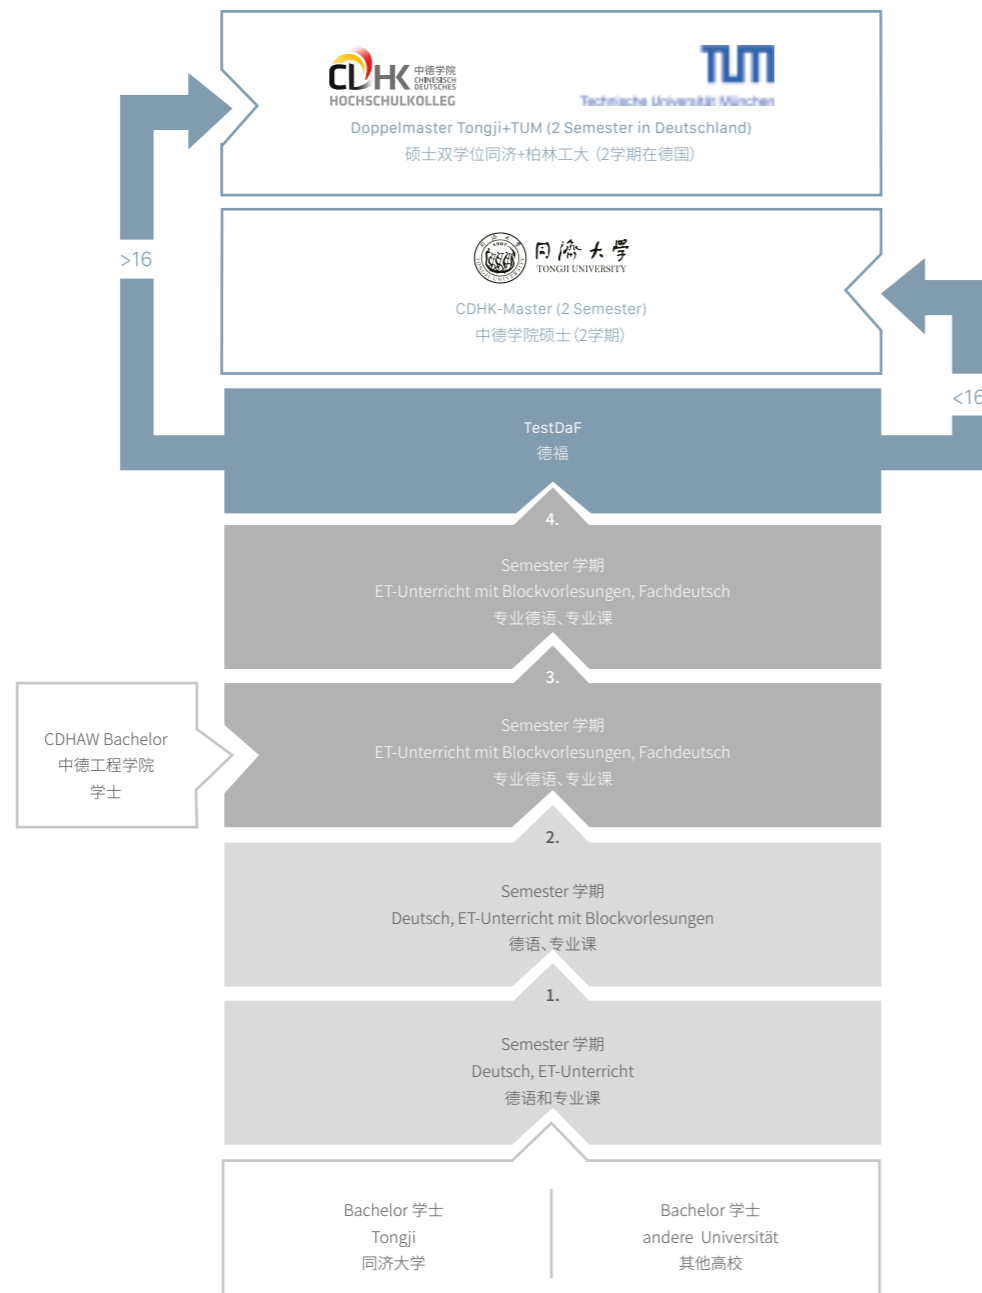 CDHK 中德学院
CHINESISCH
DEUTSCHES
HOCHSCHULKOLLEG
TUM
Technische Universität München
Doppelmaster Tongji+TUM (2 Semester in Deutschland)
硕士双学位同济+柏林工大 (2学期在德国)
>16
1907
同濟大學
TONGJI UNIVERSITY
CDHK-Master (2 Semester)
中德学院硕士 (2学期)
<16
TestDaF
德福
4.
Semester 学期
ET-Unterricht mit Blockvorlesungen, Fachdeutsch
专业德语、专业课
3.
Semester 学期
ET-Unterricht mit Blockvorlesungen, Fachdeutsch
专业德语、专业课
CDHAW Bachelor
中德工程学院
学士
2.
Semester 学期
Deutsch, ET-Unterricht mit Blockvorlesungen
德语、专业课
1.
Semester 学期
Deutsch, ET-Unterricht
德语和专业课
Bachelor 学士
Tongji
同济大学
Bachelor 学士
andere Universität
其他高校